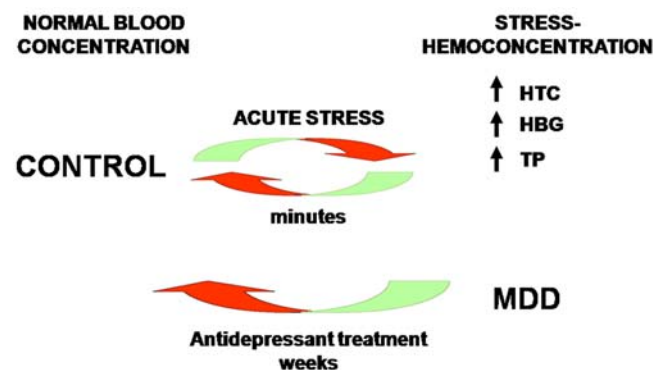 NORMAL BLOOD
CONCENTRATION
STRESS-
HEMOCONCENTRATION
HTC
HBG
TP
ACUTE STRESS
CONTROL
minutes
MDD
Antidepressant treatment
weeks